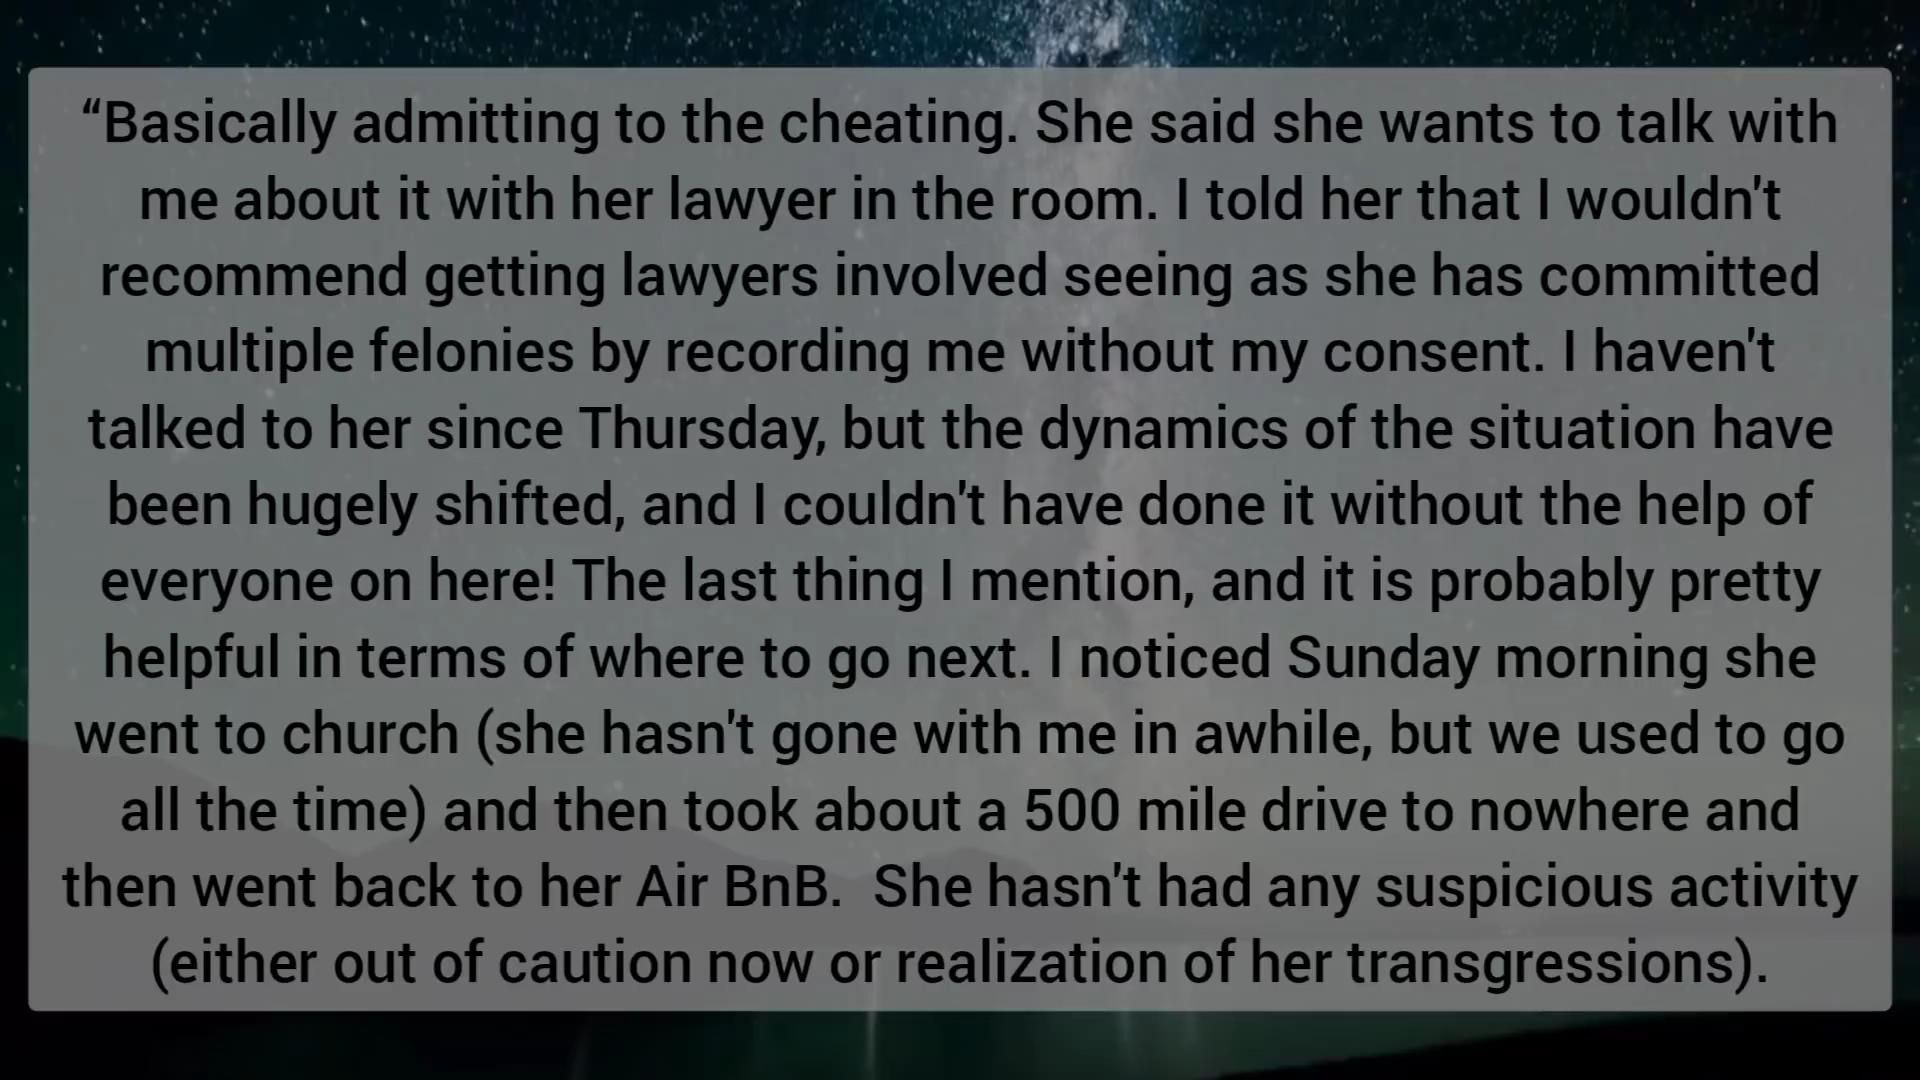 “Basically admitting to the cheating. She said she wants to talk with
me about it with her lawyer in the room. I told her that I wouldn't
recommend getting lawyers involved seeing as she has committed
multiple felonies by recording me without my consent. I haven't
talked to her since Thursday, but the dynamics of the situation have
been hugely shifted, and I couldn't have done it without the help of
everyone on here! The last thing I mention, and it is probably pretty
helpful in terms of where to go next. I noticed Sunday morning she
went to church (she hasn't gone with me in awhile, but we used to go
all the time) and then took about a 500 mile drive to nowhere and
then went back to her Air BnB.  She hasn't had any suspicious activity
(either out of caution now or realization of her transgressions).